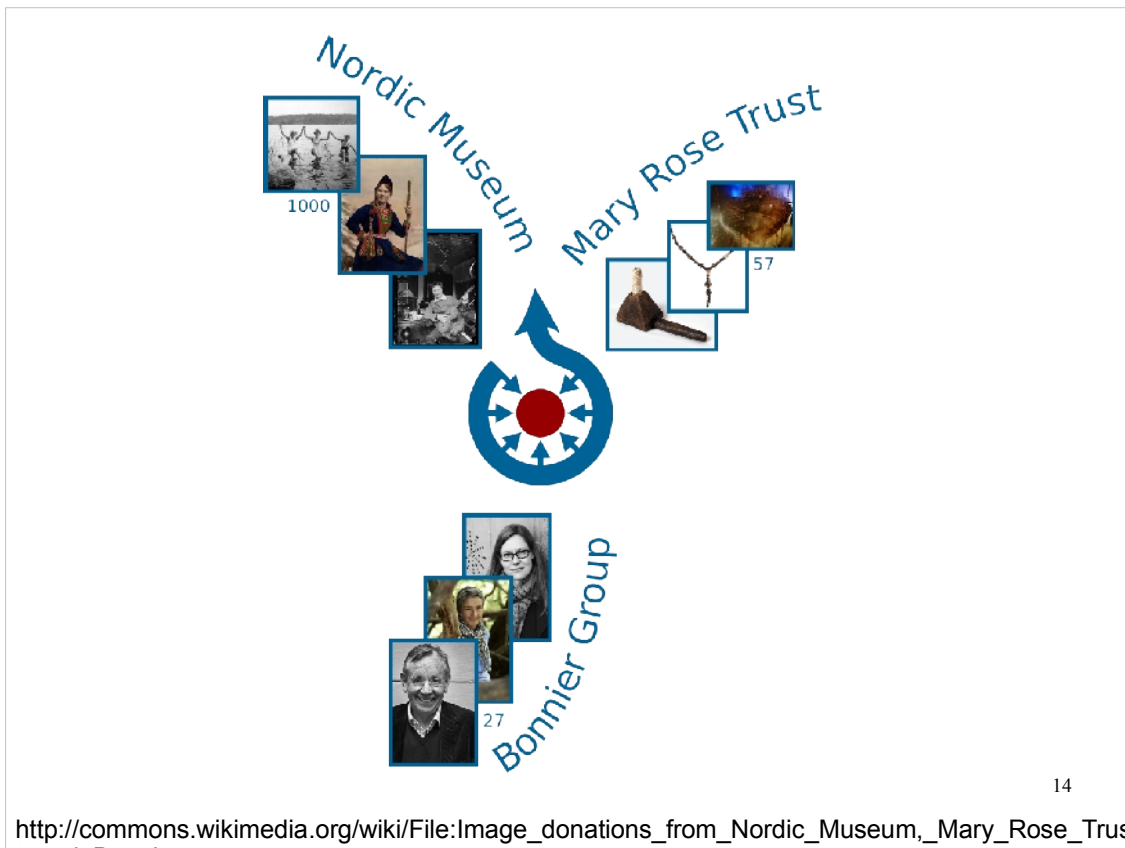 Nordic Museum
Mary Rose Trust
1000
57
27
Bonnier Group
14
http://commons.wikimedia.org/wiki/File:Image_donations_from_Nordic_Museum,_Mary_Rose_Trus